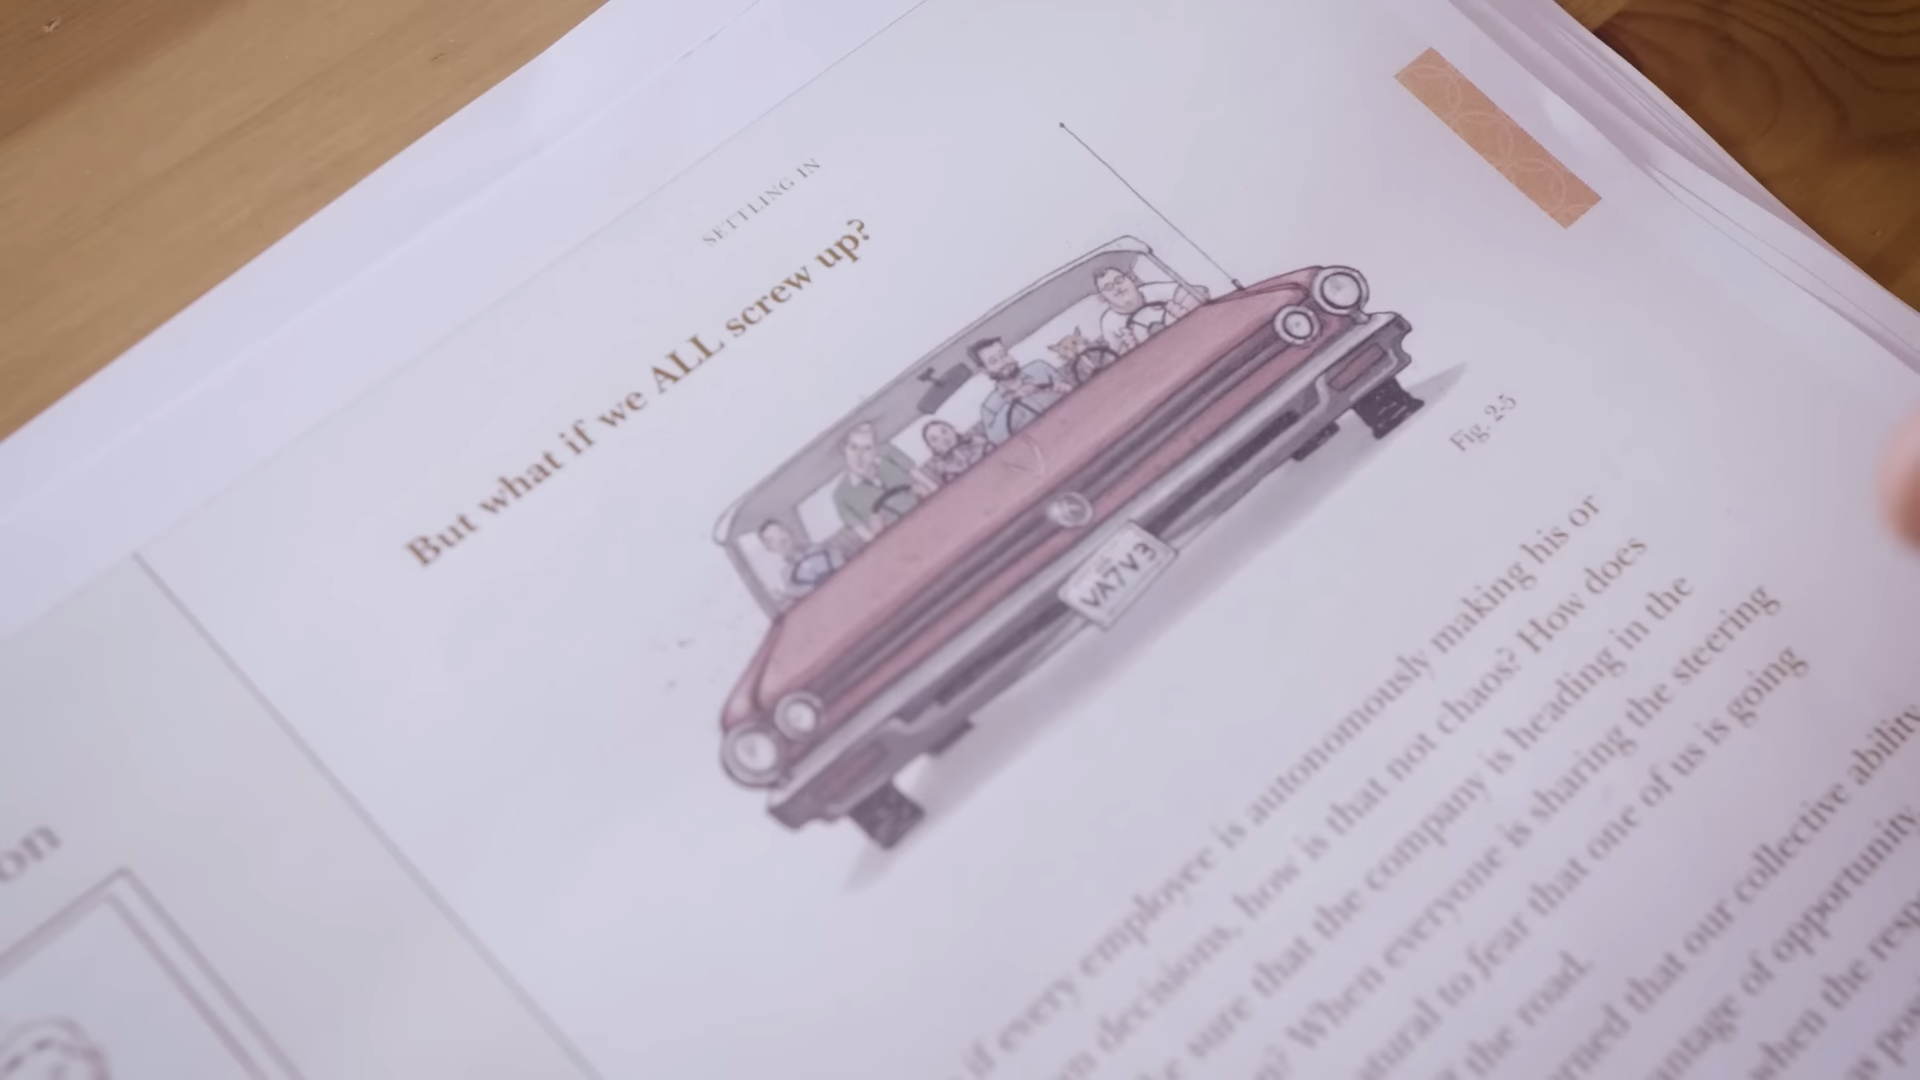 SETTLING IN
But what if we ALL screw up?
VA7V3
Fig. 2-5
if every employee is autonomously making his or
decisions, how is that not chaos? How does
sure that the company is heading in the
When everyone is sharing the steering
natural to fear that one of us is going
the road.
that our collective ability
of opportunity
when the
on